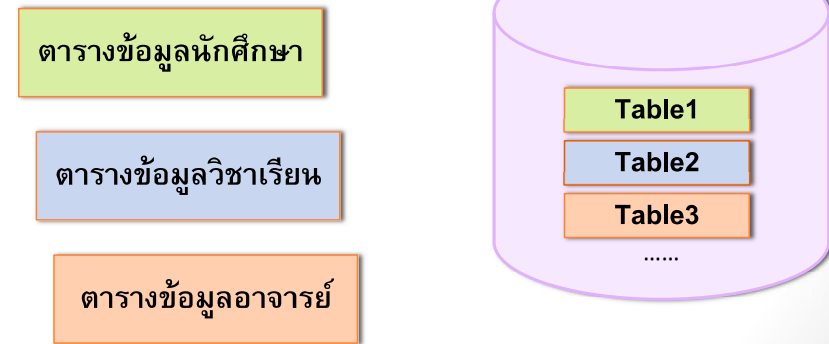 ตารางข้อมูลนักศึกษา
ตารางข้อมูลวิชาเรียน
ตารางข้อมูลอาจารย์
Table1
Table2
Table3
......